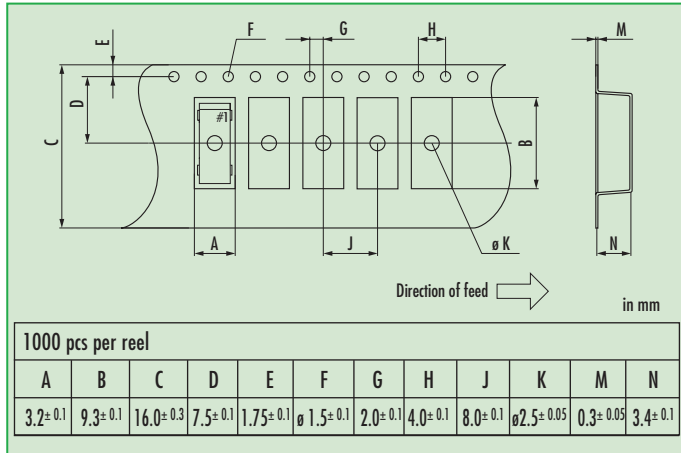 F
G
H
M
E
D
C
#1
B
A
J
ø K
N
Direction of feed
in mm
1000 pcs per reel
A B C D E F G H J K M N
3.2± 0.1 9.3± 0.1 16.0± 0.3 7.5± 0.1 1.75± 0.1 ø 1.5± 0.1 2.0± 0.1 4.0± 0.1 8.0± 0.1 ø2.5± 0.05 0.3± 0.05 3.4± 0.1